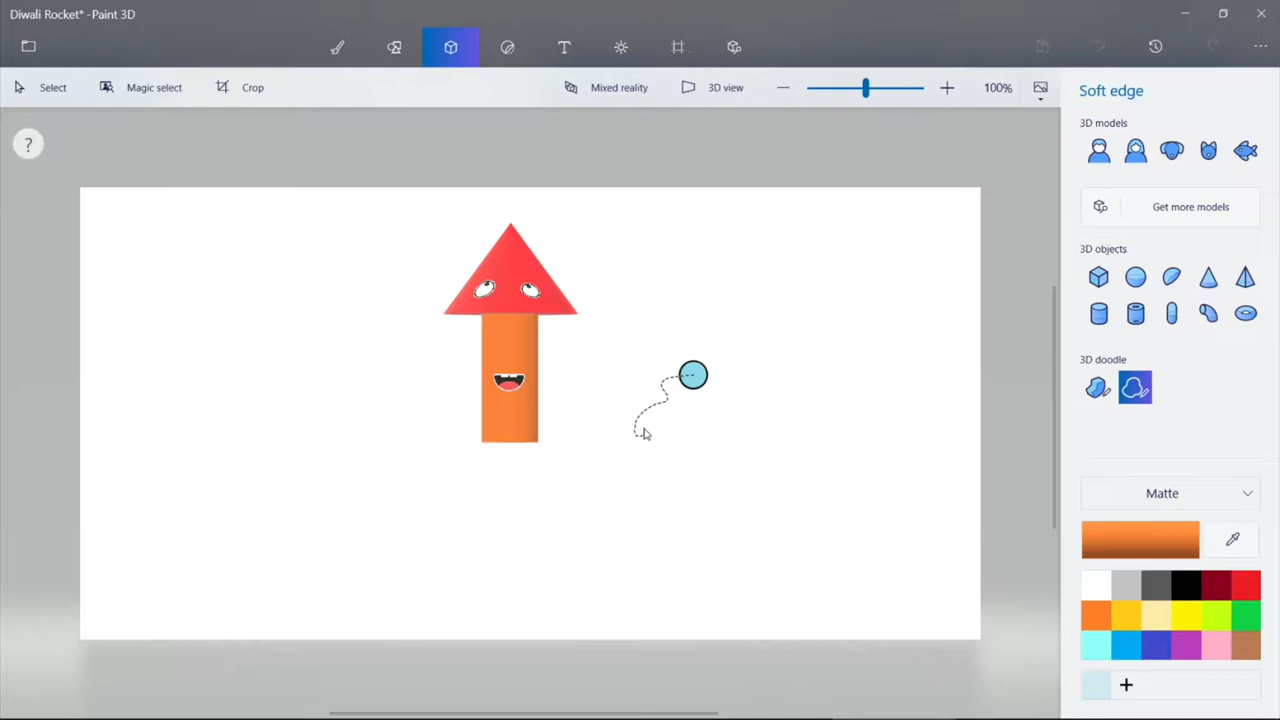 Diwali Rocket* - Paint 3D
Select
Magic select
Crop
Mixed reality
3D view
100%
?
Soft edge
3D models
Get more models
3D objects
3D doodle
Matte